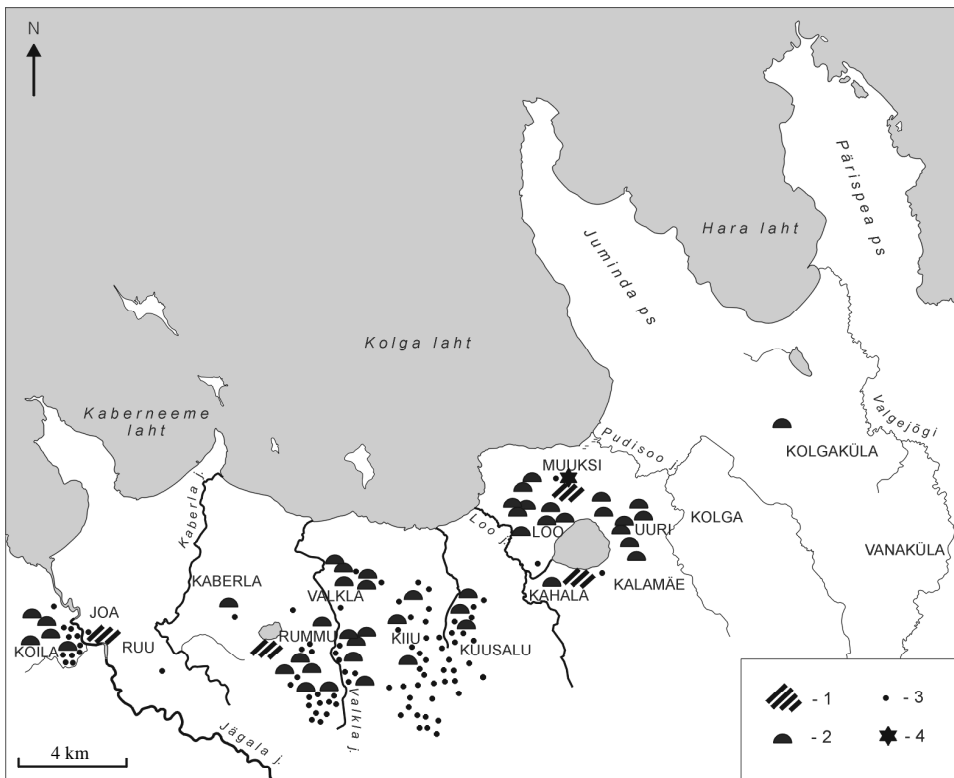 N
Pärispea ps
Hara laht
Juminda ps
Kolga laht
Kaberneeme
laht
Valgejõgi
Pudisoo j.
KOLGAKÜLA
MUUKSI
Kaberla j.
KOLGA
Loo j.
LOO
UURI
VANAKÜLA
KABERLA
VALKLA
KAHALA
KALAMÄE
JOA
KOILA
RUU
RUMMU
KIIU
KUUSALU
Valkla j.
Jägala j.
4 km
- 1
- 3
- 2
- 4